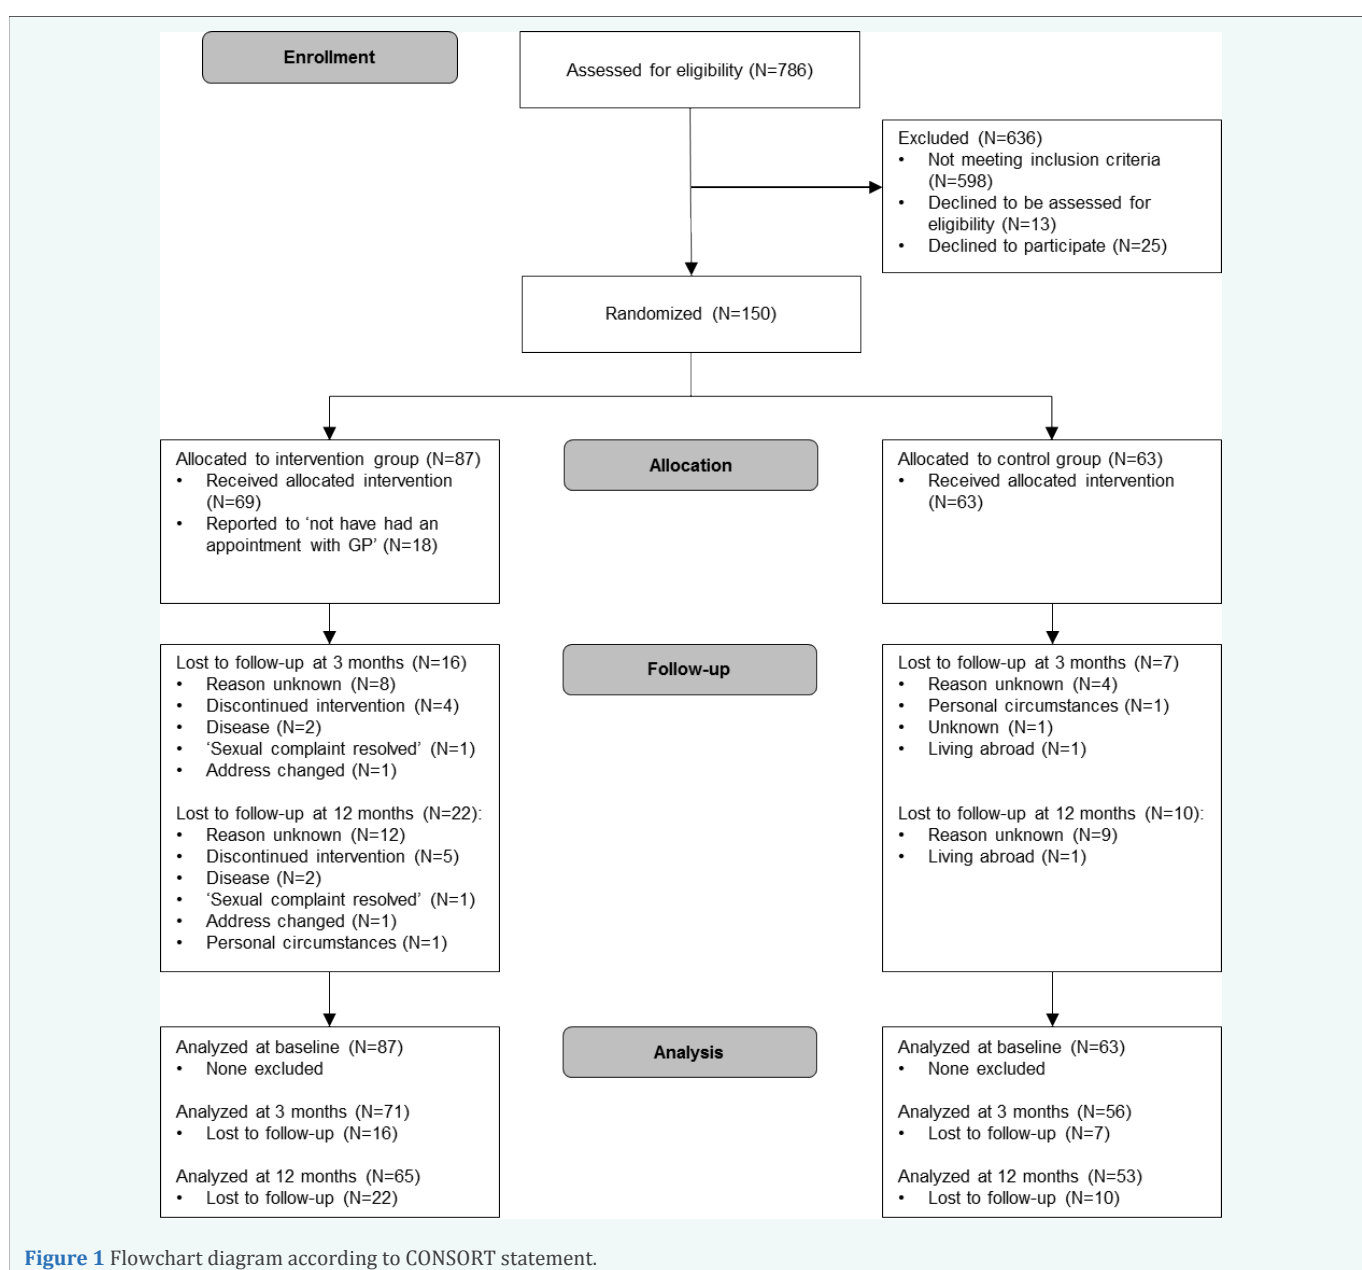 Enrollment
Assessed for eligibility (N=786)
Excluded (N=636)
• Not meeting inclusion criteria
(N=598)
• Declined to be assessed for
eligibility (N=13)
• Declined to participate (N=25)
Randomized (N=150)
Allocated to intervention group (N=87)
• Received allocated intervention
(N=69)
• Reported to ‘not have had an
appointment with GP’ (N=18)
Allocation
Allocated to control group (N=63)
• Received allocated intervention
(N=63)
Lost to follow-up at 3 months (N=16)
• Reason unknown (N=8)
• Discontinued intervention (N=4)
• Disease (N=2)
• ‘Sexual complaint resolved’ (N=1)
• Address changed (N=1)
Lost to follow-up at 12 months (N=22):
• Reason unknown (N=12)
• Discontinued intervention (N=5)
• Disease (N=2)
• ‘Sexual complaint resolved’ (N=1)
• Address changed (N=1)
• Personal circumstances (N=1)
Follow-up
Lost to follow-up at 3 months (N=7)
• Reason unknown (N=4)
• Personal circumstances (N=1)
• Unknown (N=1)
• Living abroad (N=1)
Lost to follow-up at 12 months (N=10):
• Reason unknown (N=9)
• Living abroad (N=1)
Analyzed at baseline (N=87)
• None excluded
Analyzed at 3 months (N=71)
• Lost to follow-up (N=16)
Analyzed at 12 months (N=65)
• Lost to follow-up (N=22)
Analysis
Analyzed at baseline (N=63)
• None excluded
Analyzed at 3 months (N=56)
• Lost to follow-up (N=7)
Analyzed at 12 months (N=53)
• Lost to follow-up (N=10)
Figure 1 Flowchart diagram according to CONSORT statement.